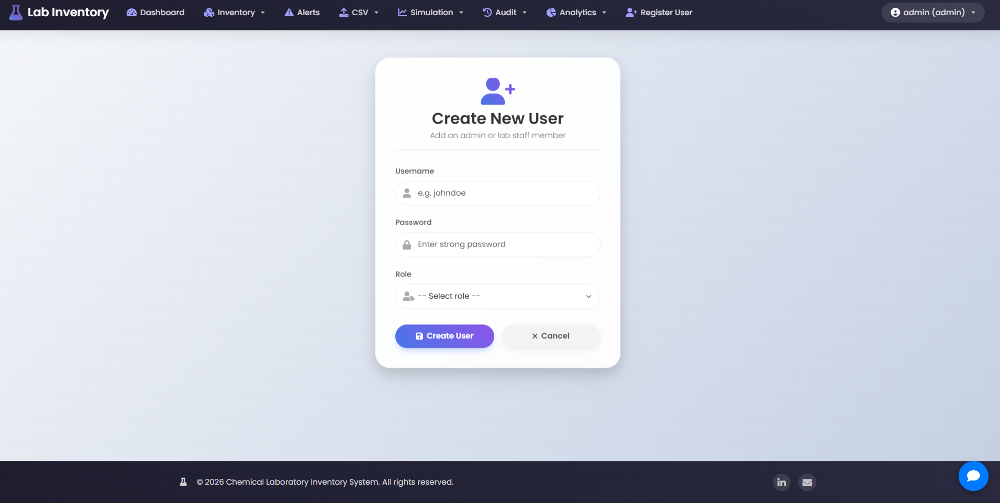 Lab Inventory
Dashboard
Inventory
Alerts
CSV
Simulation
Audit
Analytics
Register User
admin (admin)
Create New User
Add an admin or lab staff member
Username
e.g. johndoe
Password
Enter strong password
Role
-- Select role --
Create User
Cancel
© 2026 Chemical Laboratory Inventory System. All rights reserved.
in